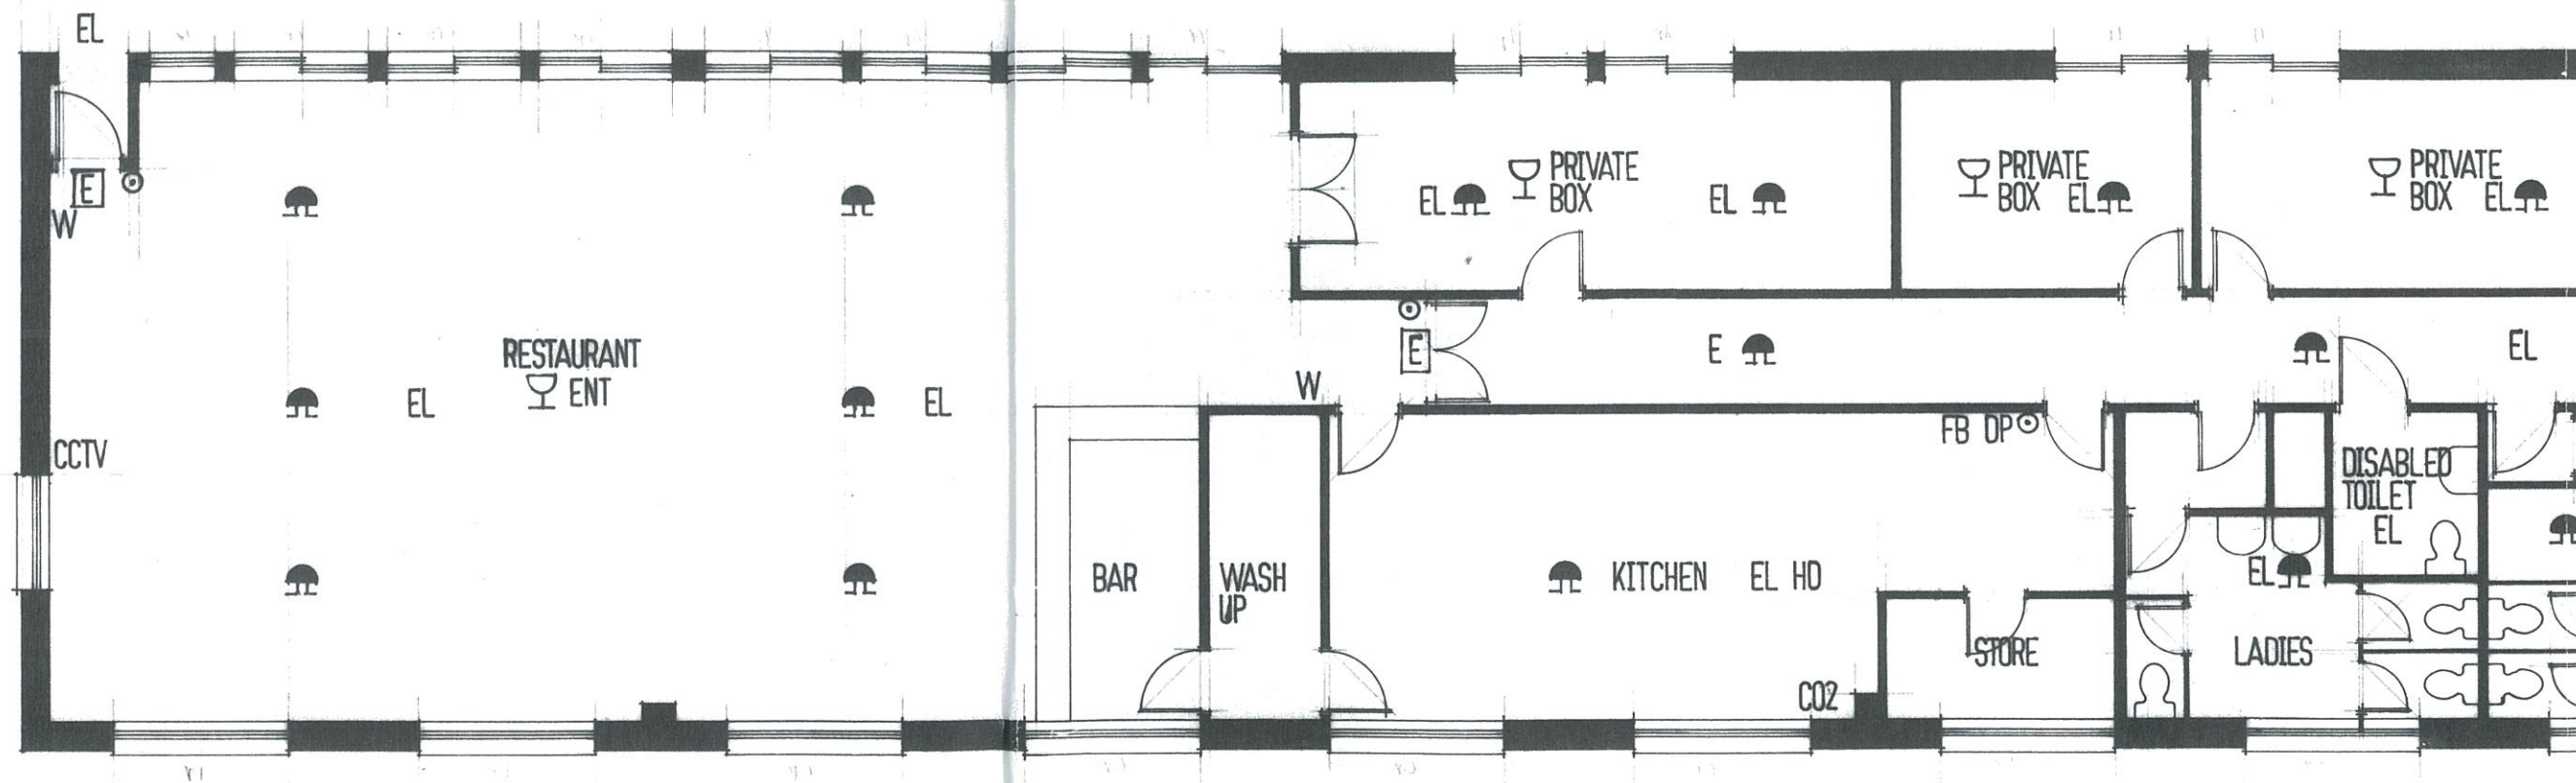 EL
E
W
PRIVATE
BOX
EL
EL
PRIVATE
BOX
EL
PRIVATE
BOX
EL
RESTAURANT
ENT
EL
EL
CCTV
W
E
E
EL
FB DP
BAR
WASH
UP
KITCHEN EL HD
STORE
CO2
DISABLED
TOILET
EL
EL
LADIES